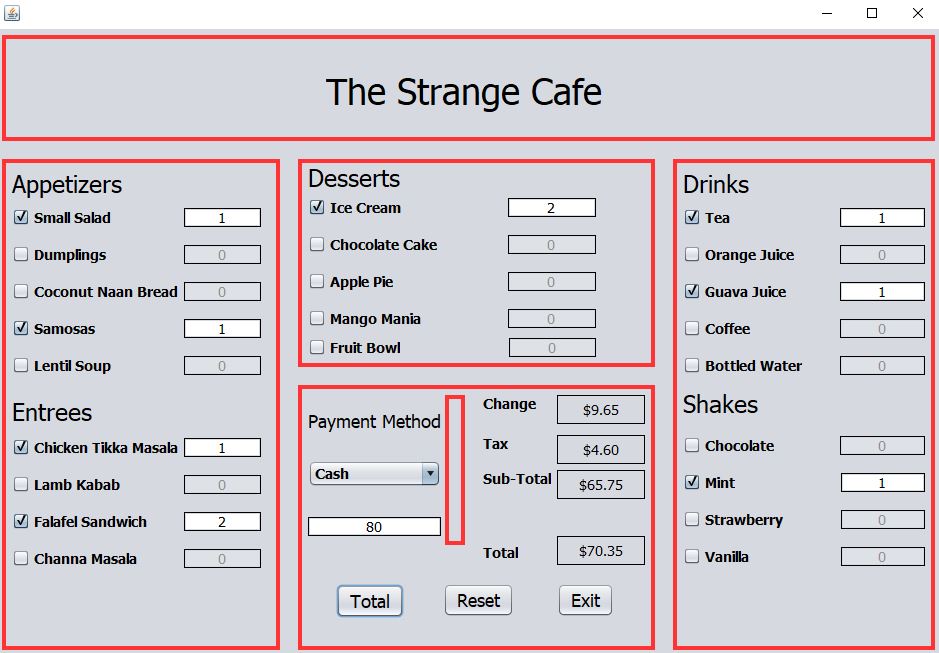 The Strange Cafe
Appetizers
Small Salad 1
Dumplings 0
Coconut Naan Bread 0
Samosas 1
Lentil Soup 0
Entrees
Chicken Tikka Masala 1
Lamb Kabab 0
Falafel Sandwich 2
Channa Masala 0
Desserts
Ice Cream 2
Chocolate Cake 0
Apple Pie 0
Mango Mania 0
Fruit Bowl 0
Payment Method
Cash
80
Change $9.65
Tax $4.60
Sub-Total $65.75
Total $70.35
Total Reset Exit
Drinks
Tea 1
Orange Juice 0
Guava Juice 1
Coffee 0
Bottled Water 0
Shakes
Chocolate 0
Mint 1
Strawberry 0
Vanilla 0